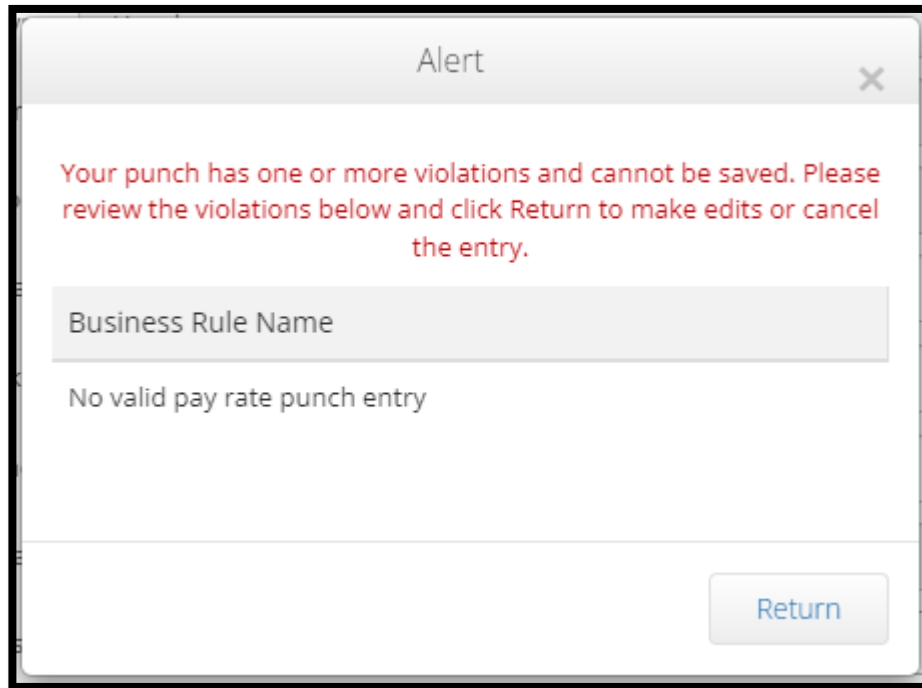 Alert
Your punch has one or more violations and cannot be saved. Please
review the violations below and click Return to make edits or cancel
the entry.
Business Rule Name
No valid pay rate punch entry
Return